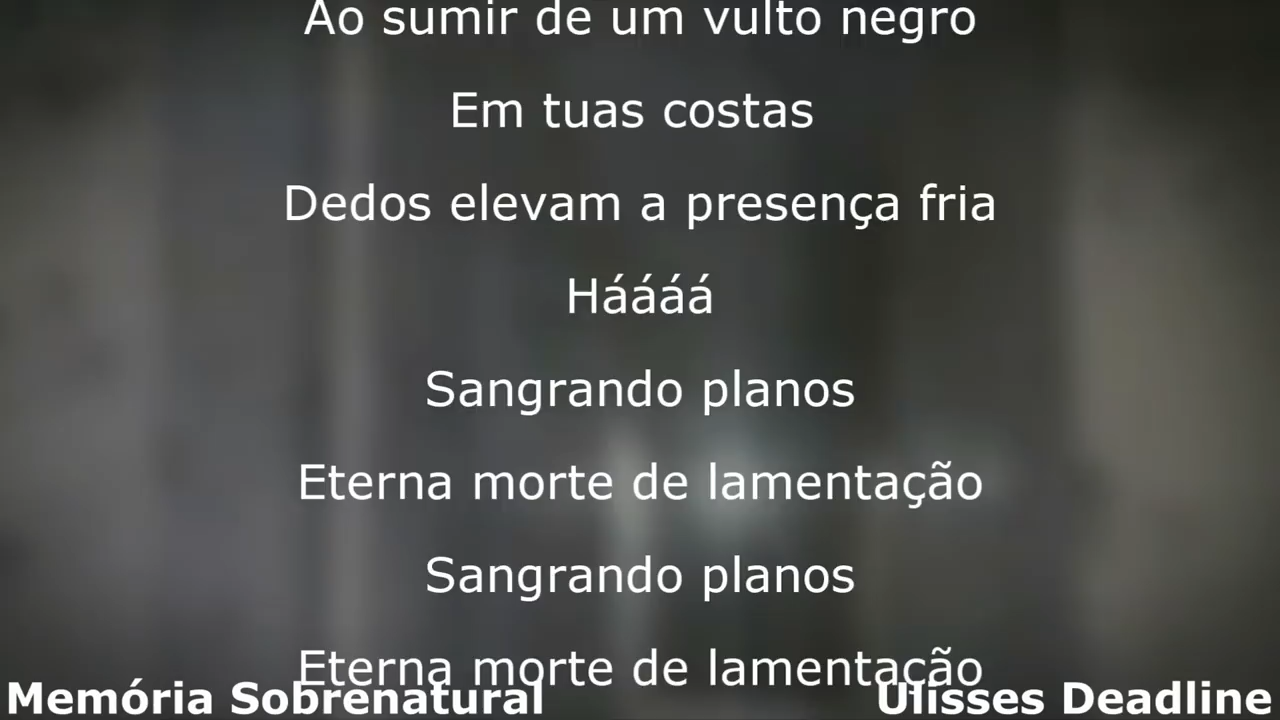 Ao sumir de um vulto negro
Em tuas costas
Dedos elevam a presença fria
Háááá
Sangrando planos
Eterna morte de lamentação
Sangrando planos
Eterna morte de lamentação
Memória Sobrenatural
Ulisses Deadline